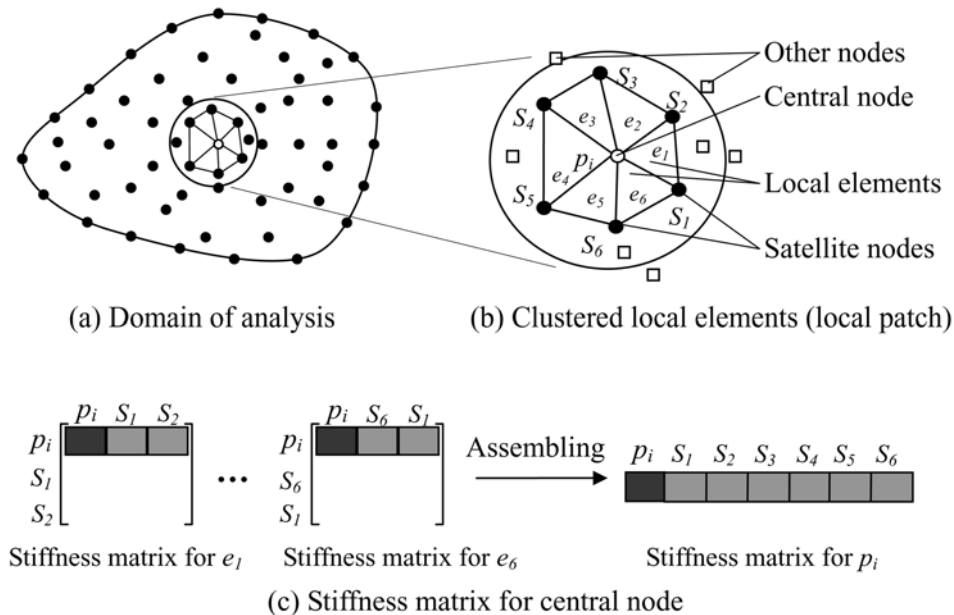 Other nodes
Central node
Local elements
Satellite nodes
S3
S2
S4
e3
e2
e1
pi
e4
e5
e6
S5
S1
S6
(a) Domain of analysis
(b) Clustered local elements (local patch)
pi S1 S2
pi
S1
S2
...
pi S6 S1
pi
S6
S1
Assembling
pi S1 S2 S3 S4 S5 S6
Stiffness matrix for e1
Stiffness matrix for e6
Stiffness matrix for pi
(c) Stiffness matrix for central node